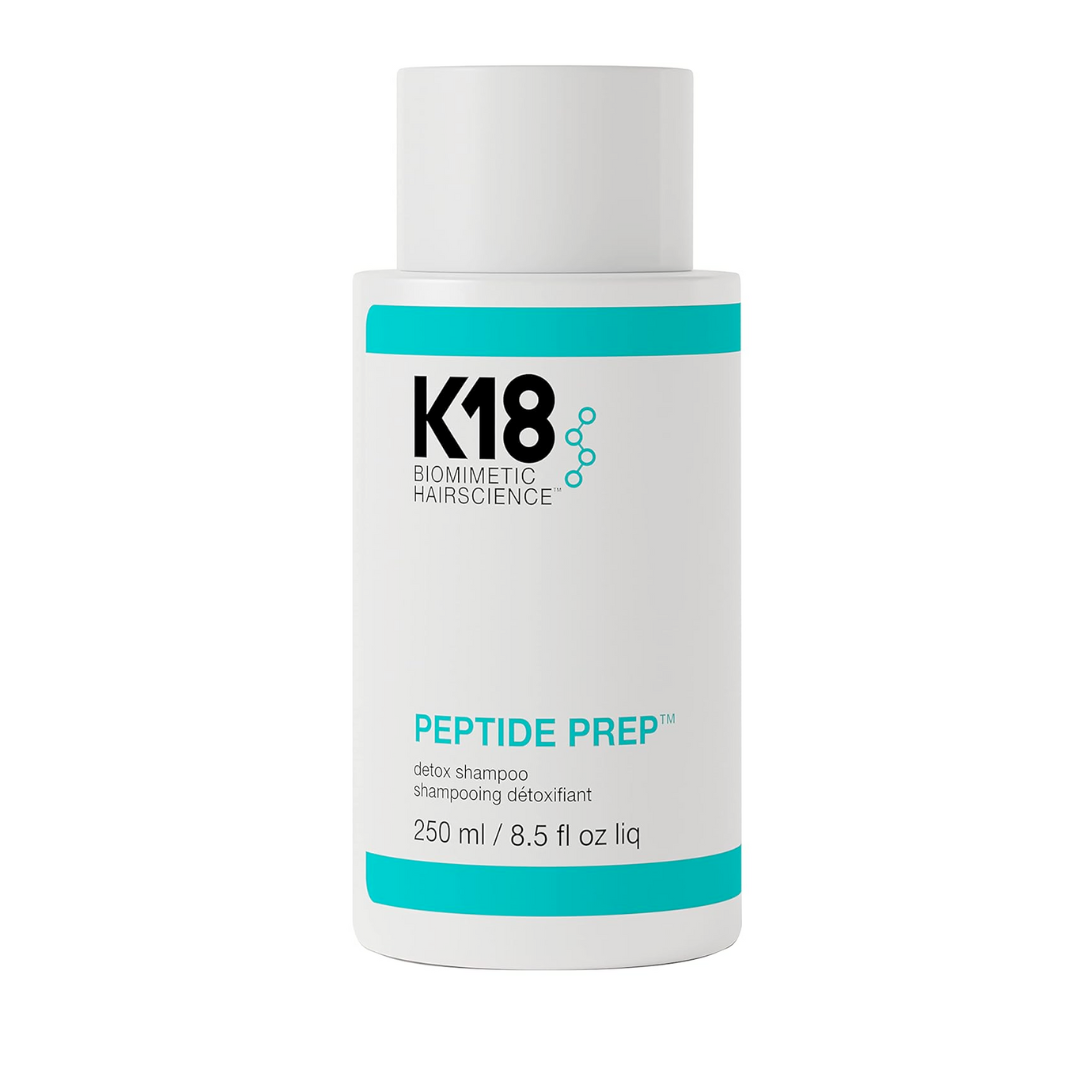 K18
BIOMIMETIC
HAIRSCIENCE™
PEPTIDE PREP™
detox shampoo
shampooing détoxifiant
250 ml / 8.5 fl oz liq